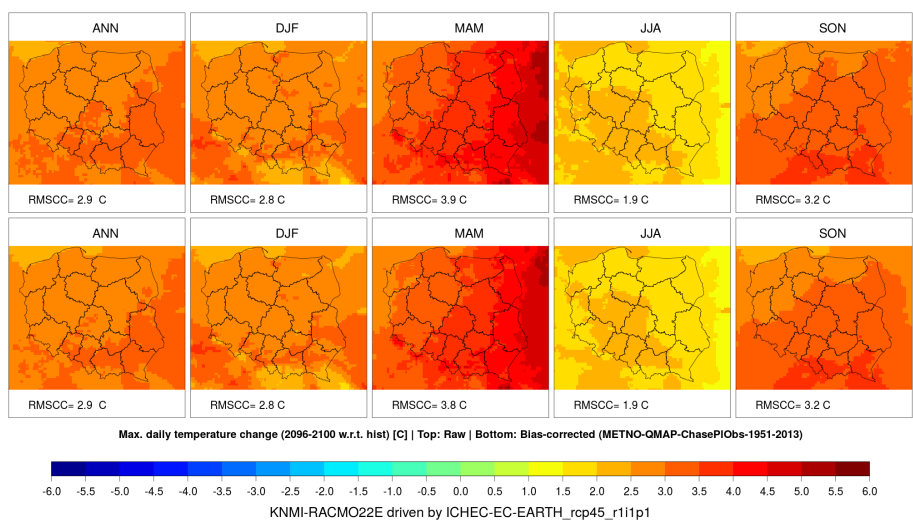 ANN DJF MAM JJA SON
RMSCC= 2.9  C RMSCC= 2.8 C RMSCC= 3.9 C RMSCC= 1.9 C RMSCC= 3.2 C
ANN DJF MAM JJA SON
RMSCC= 2.9  C RMSCC= 2.8 C RMSCC= 3.8 C RMSCC= 1.9 C RMSCC= 3.2 C
Max. daily temperature change (2096-2100 w.r.t. hist) [C] | Top: Raw | Bottom: Bias-corrected (METNO-QMAP-ChasePlObs-1951-2013)
-6.0 -5.5 -5.0 -4.5 -4.0 -3.5 -3.0 -2.5 -2.0 -1.5 -1.0 -0.5 0.0 0.5 1.0 1.5 2.0 2.5 3.0 3.5 4.0 4.5 5.0 5.5 6.0
KNMI-RACMO22E driven by ICHEC-EC-EARTH_rcp45_r1i1p1